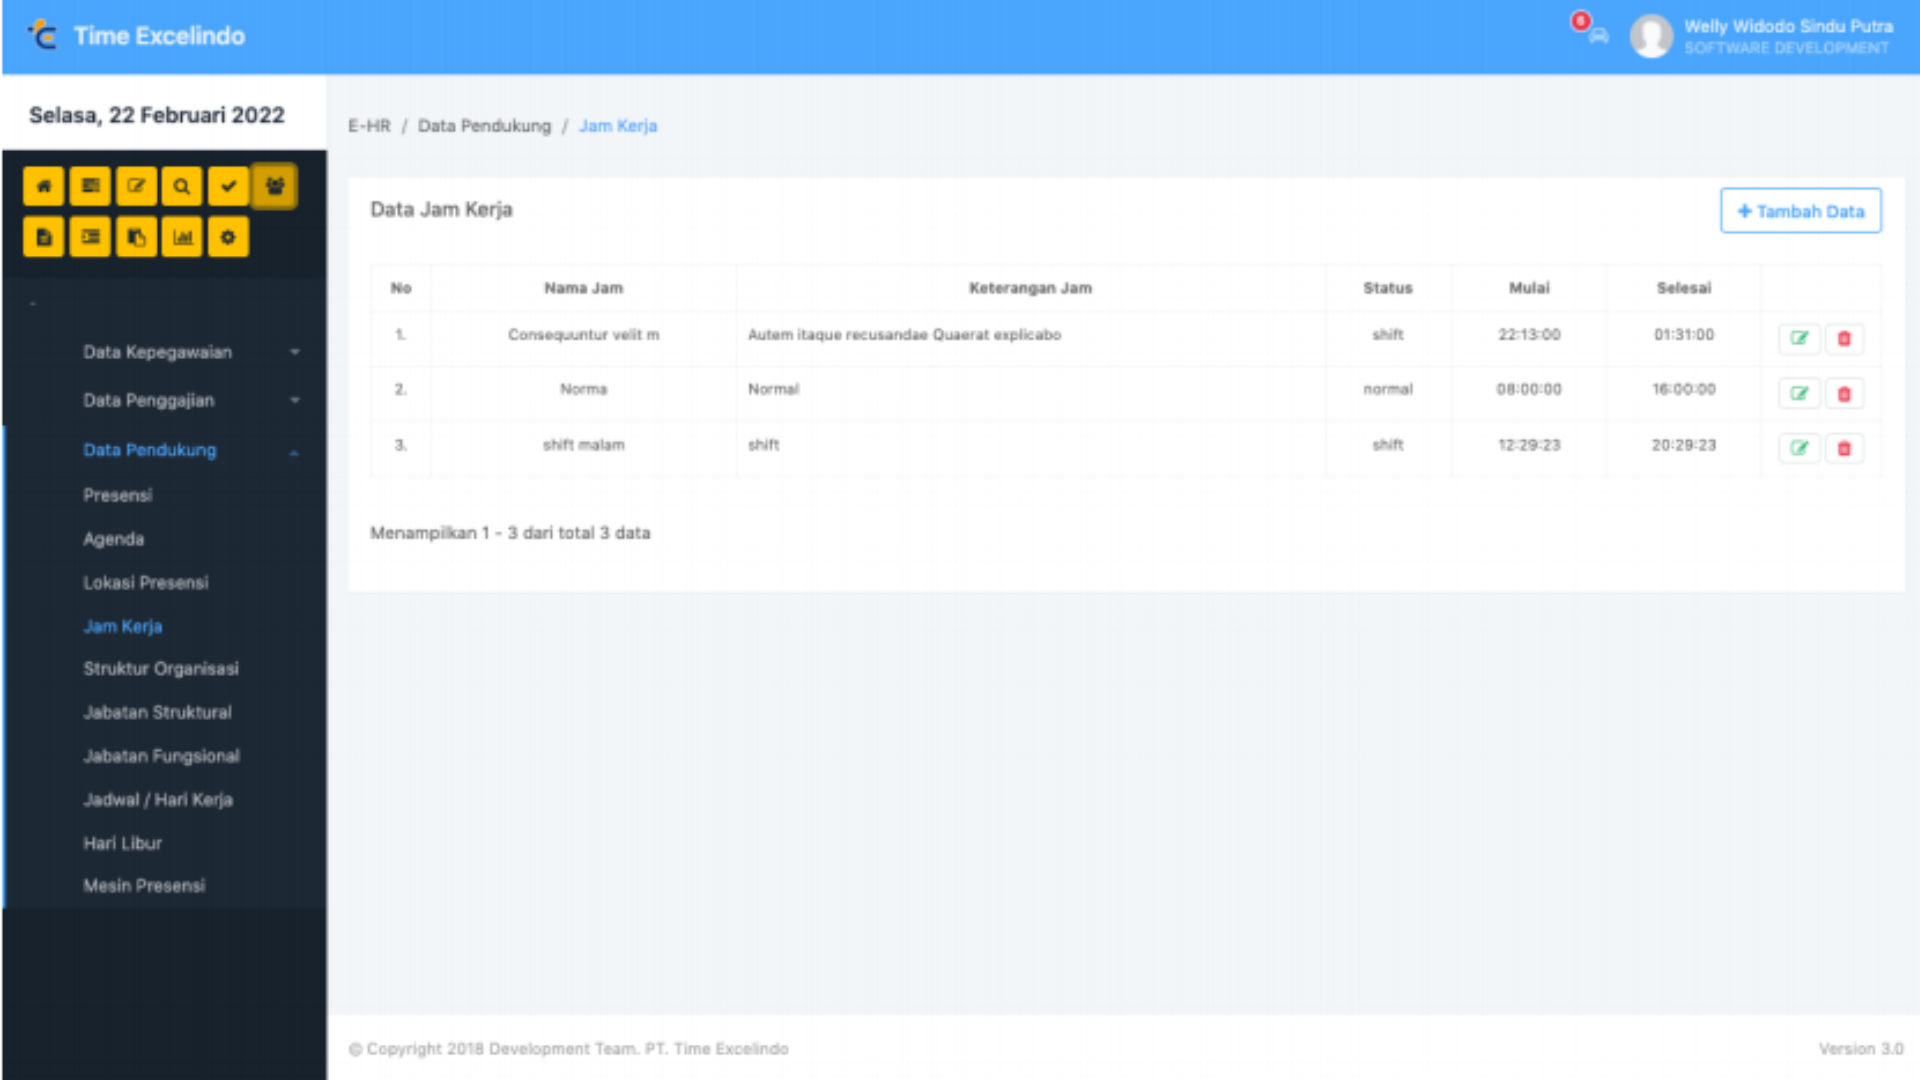 Time Excelindo
6
Welly Widodo Sindu Putra
SOFTWARE DEVELOPMENT
Selasa, 22 Februari 2022
E-HR / Data Pendukung / Jam Kerja
Data Jam Kerja
+ Tambah Data
No Nama Jam Keterangan Jam Status Mulai Selesai
1. Consequuntur velit m Autem itaque recusandae Quaerat explicabo shift 22:13:00 01:31:00
2. Norma Normal normal 08:00:00 16:00:00
3. shift malam shift shift 12:29:23 20:29:23
Menampilkan 1 - 3 dari total 3 data
-
Data Kepegawaian
Data Penggajian
Data Pendukung
Presensi
Agenda
Lokasi Presensi
Jam Kerja
Struktur Organisasi
Jabatan Struktural
Jabatan Fungsional
Jadwal / Hari Kerja
Hari Libur
Mesin Presensi
© Copyright 2018 Development Team. PT. Time Excelindo
Version 3.0